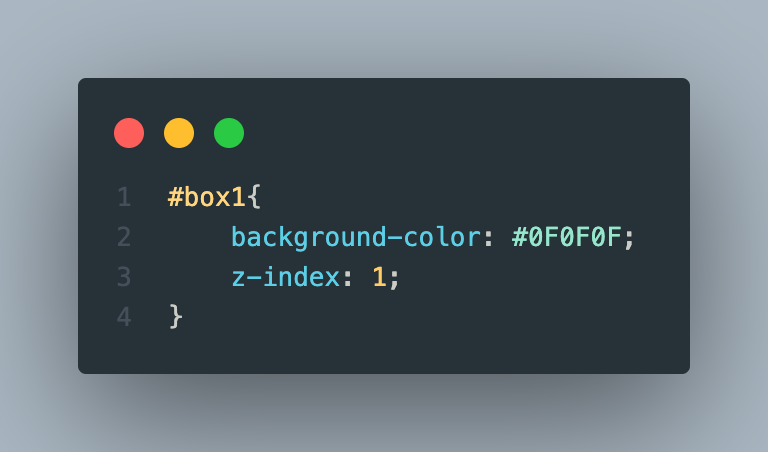 1 #box1{
2 background-color: #0F0F0F;
3 z-index: 1;
4 }